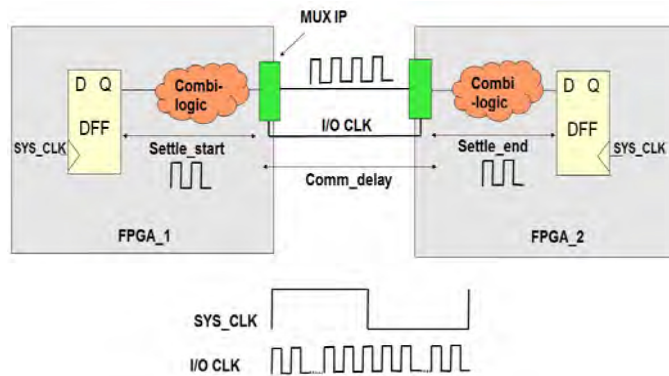 MUX IP
D Q
DFF
SYS_CLK
Combi-
logic
Settle_start
FPGA_1
I/O CLK
Comm_delay
Combi
-logic
Settle_end
D Q
DFF
SYS_CLK
FPGA_2
SYS_CLK
I/O CLK